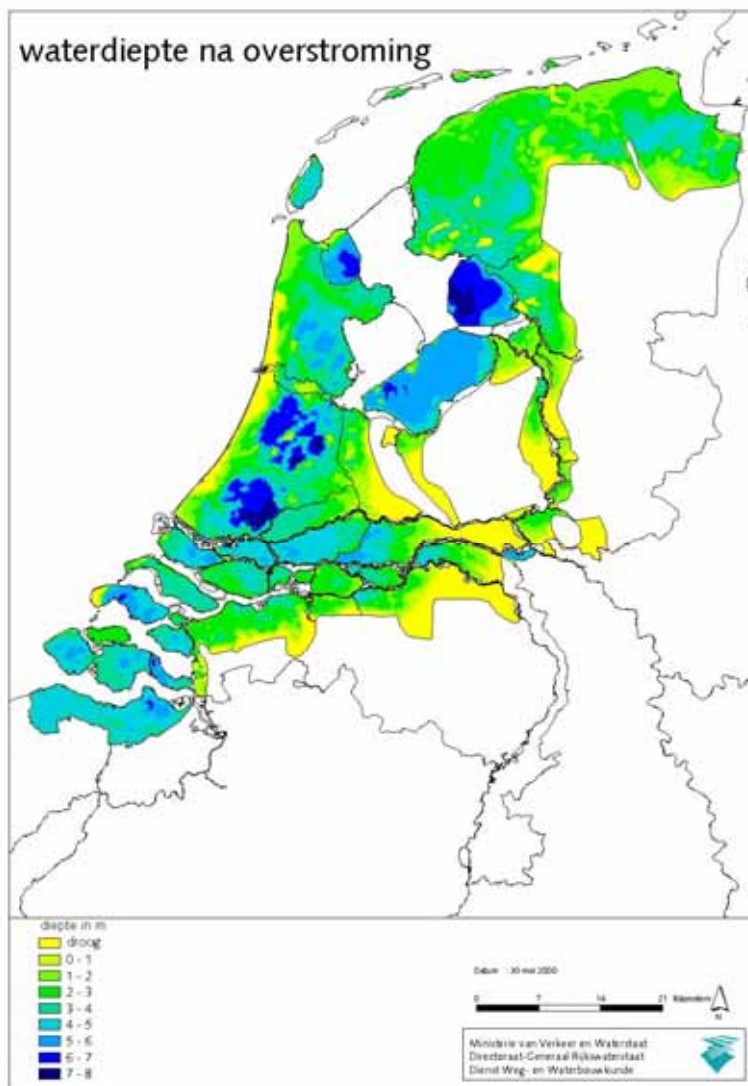 waterdiepte na overstroming
diepte in m
droog
0 - 1
1 - 2
2 - 3
3 - 4
4 - 5
5 - 6
6 - 7
7 - 8
Datum : 30 mei 2000
0 7 14 21 Kilometers
N
Ministerie van Verkeer en Waterstaat
Directoraat-Generaal Rijkswaterstaat
Dienst Weg- en Waterbouwkunde